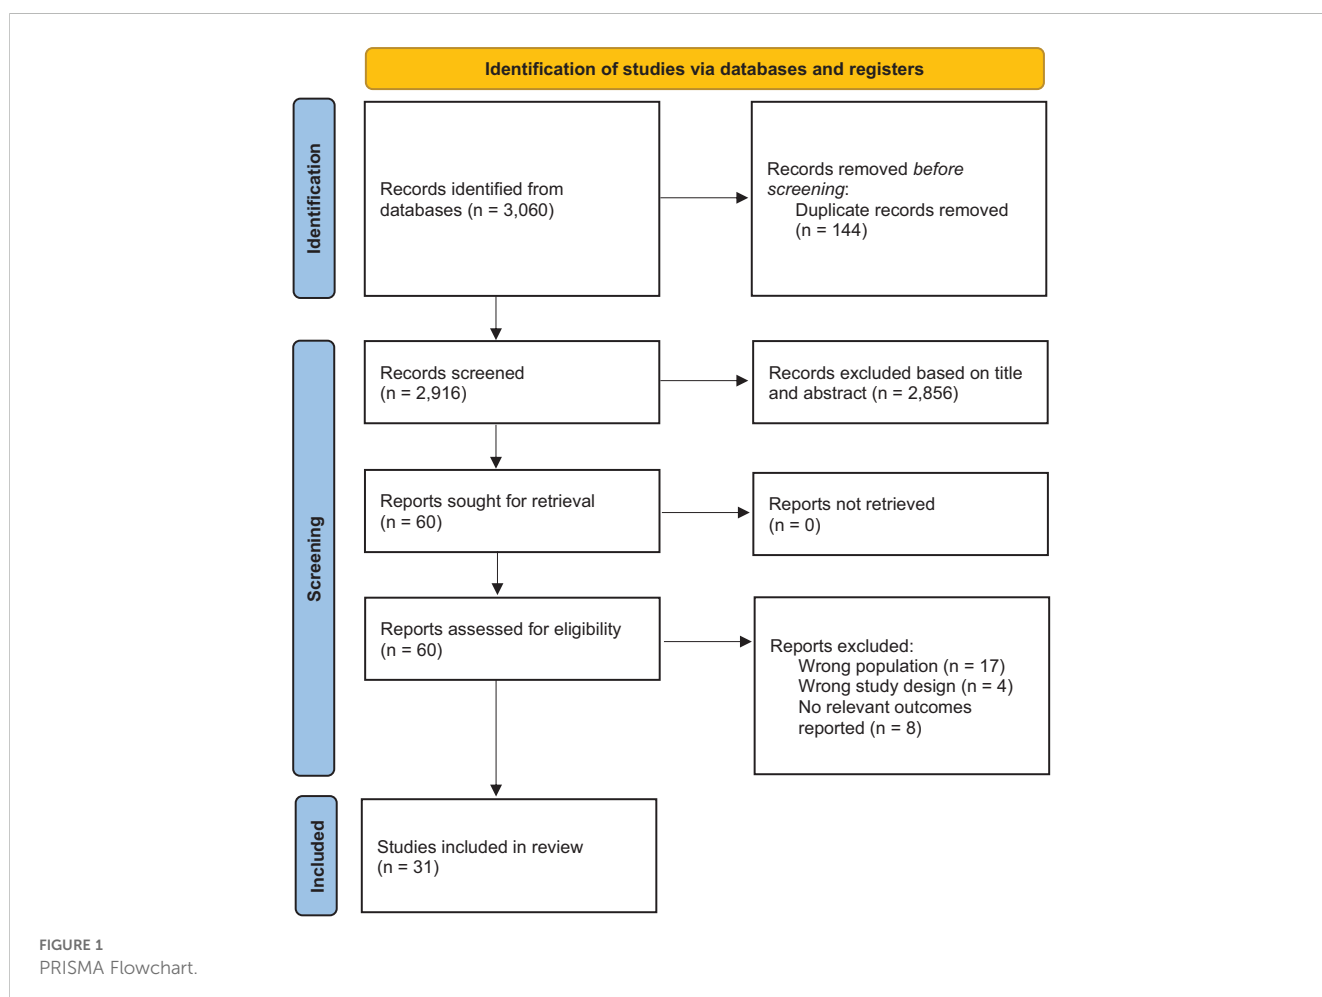 Identification of studies via databases and registers
Identification
Records identified from
databases (n = 3,060)
Records removed before
screening:
Duplicate records removed
(n = 144)
Screening
Records screened
(n = 2,916)
Records excluded based on title
and abstract (n = 2,856)
Reports sought for retrieval
(n = 60)
Reports not retrieved
(n = 0)
Reports assessed for eligibility
(n = 60)
Reports excluded:
Wrong population (n = 17)
Wrong study design (n = 4)
No relevant outcomes
reported (n = 8)
Included
Studies included in review
(n = 31)
FIGURE 1
PRISMA Flowchart.